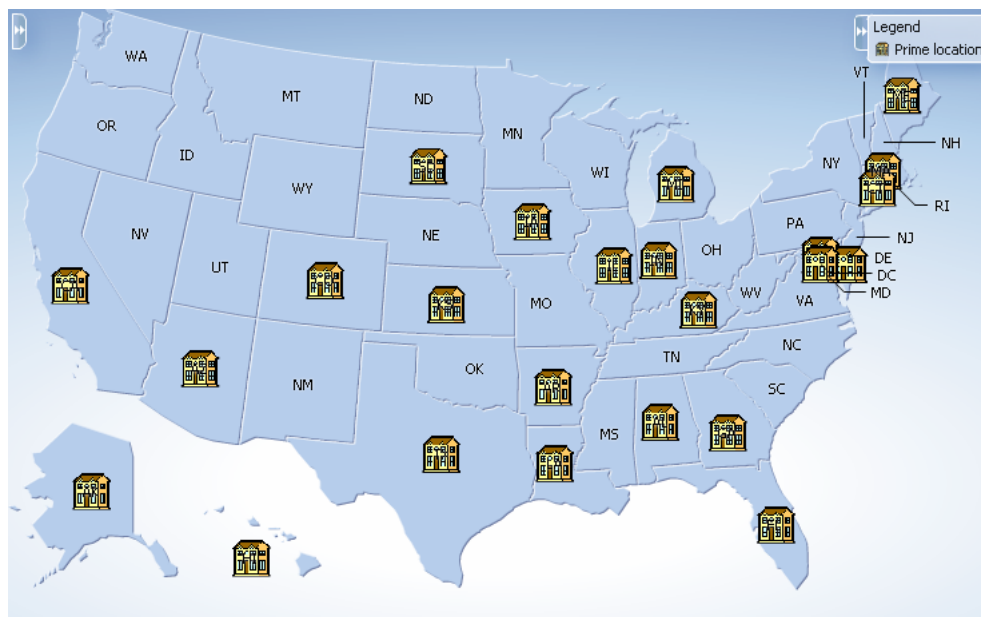 Legend
Prime location
WA
VT
MT
ND
OR
MN
NH
ID
NY
WI
WY
RI
PA
NV
NE
NJ
OH
DE
UT
DC
WV
MD
VA
MO
NC
TN
OK
NM
SC
MS